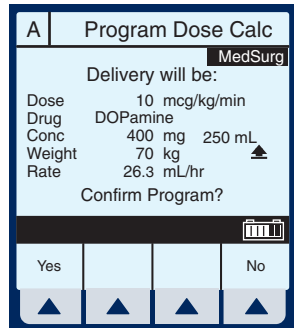 A Program Dose Calc
MedSurg
Delivery will be:
Dose 10 mcg/kg/min
Drug DOPamine
Conc 400 mg 250 mL
Weight 70 kg
Rate 26.3 mL/hr
Confirm Program?
Yes No